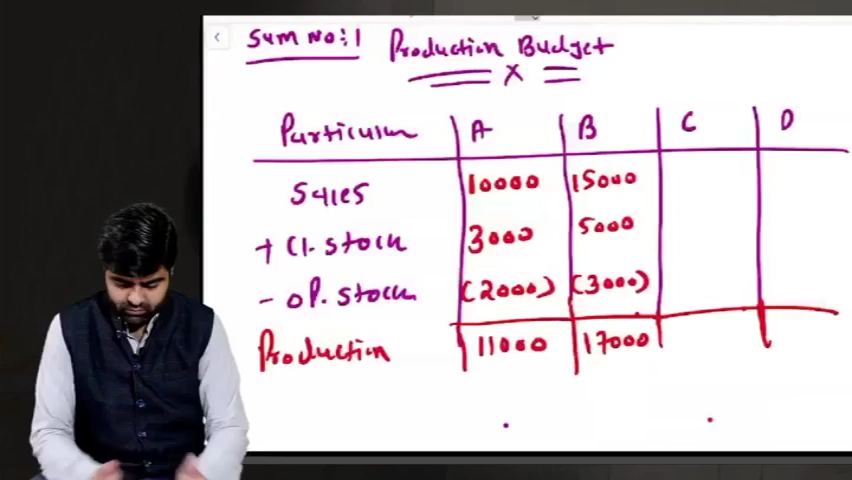 Sum No:1 Production Budget
X
Particular A B C D
Sales 10000 15000
+ Cl. stock 3000 5000
- oP. stock (2000) (3000)
Production 11000 17000